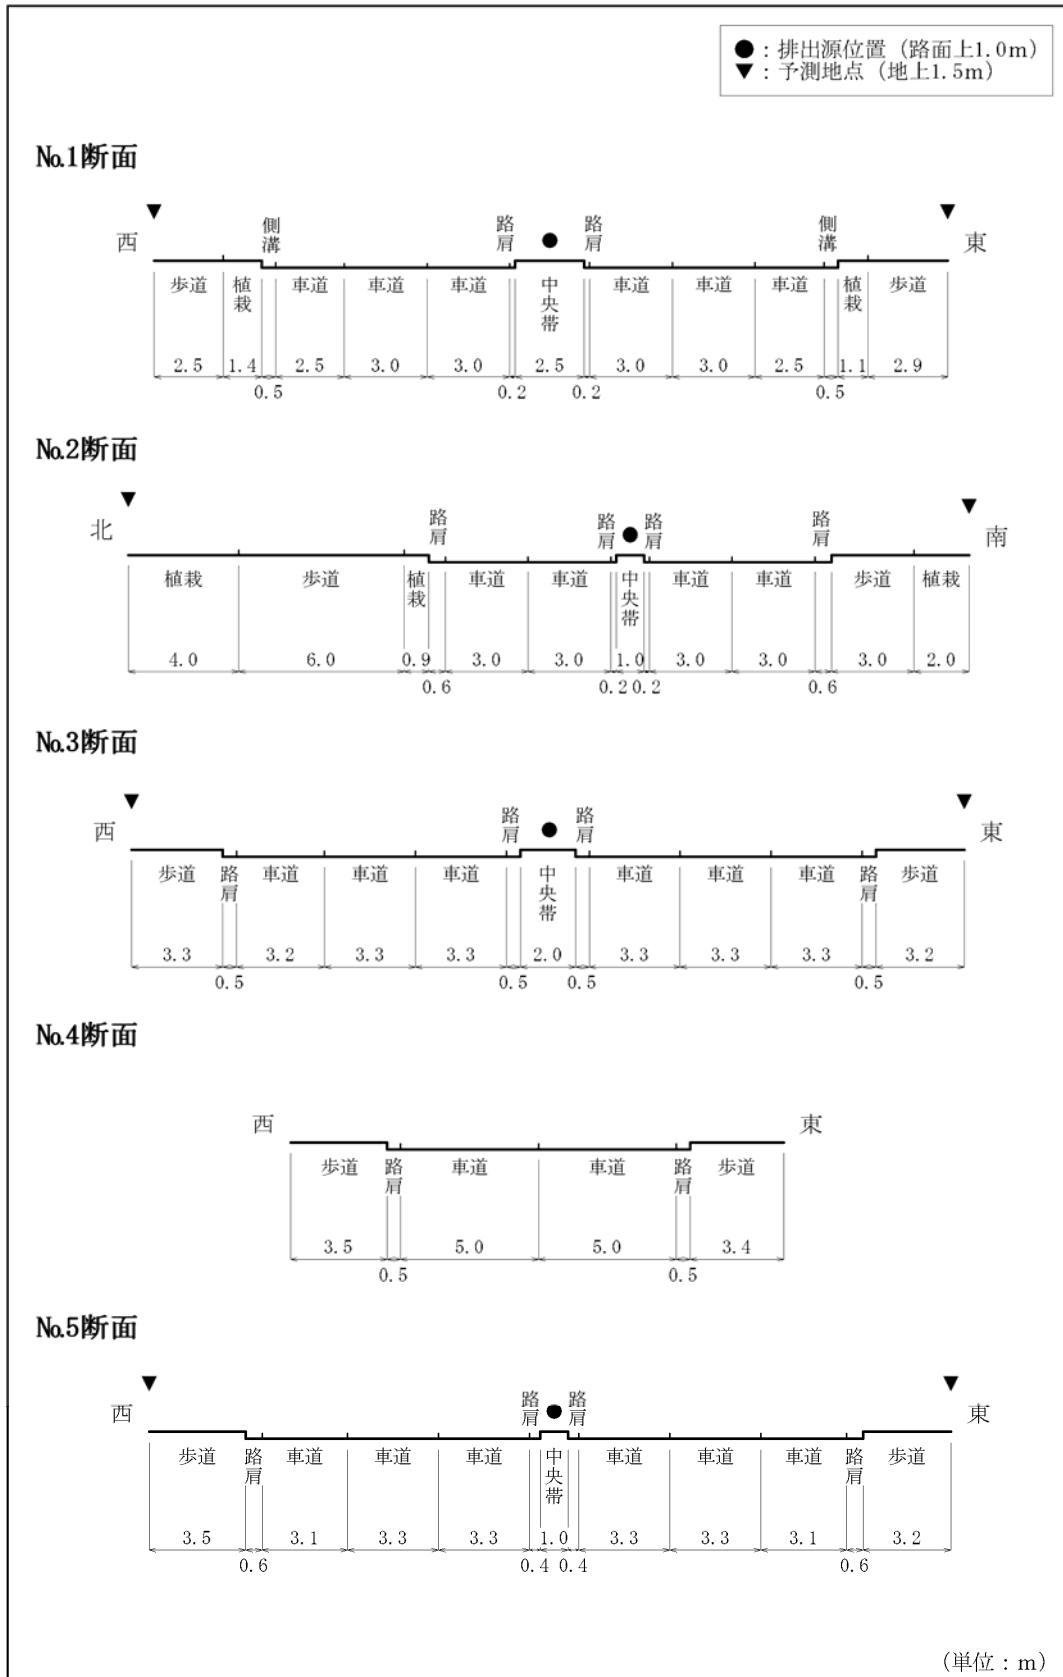 ●：排出源位置（路面上1.0m）
▼：予測地点（地上1.5m）
№1断面
西 側溝 路肩 路肩 側溝 東
歩道 植栽 車道 車道 車道 中央帯 車道 車道 車道 植栽 歩道
2.5 1.4 2.5 3.0 3.0 2.5 3.0 3.0 2.5 1.1 2.9
0.5 0.2 0.2 0.5
№2断面
北 路肩 路肩 路肩 路肩 南
植栽 歩道 植栽 車道 車道 中央帯 車道 車道 歩道 植栽
4.0 6.0 0.9 3.0 3.0 1.0 3.0 3.0 3.0 2.0
0.6 0.2 0.2 0.6
№3断面
西 路肩 路肩 東
歩道 路肩 車道 車道 車道 中央帯 車道 車道 車道 路肩 歩道
3.3 3.2 3.3 3.3 2.0 3.3 3.3 3.3 3.2
0.5 0.5 0.5 0.5
№4断面
西 東
歩道 路肩 車道 車道 路肩 歩道
3.5 5.0 5.0 3.4
0.5 0.5
№5断面
西 路肩 路肩 東
歩道 路肩 車道 車道 車道 中央帯 車道 車道 車道 路肩 歩道
3.5 3.1 3.3 3.3 1.0 3.3 3.3 3.1 3.2
0.6 0.4 0.4 0.6
（単位：m）